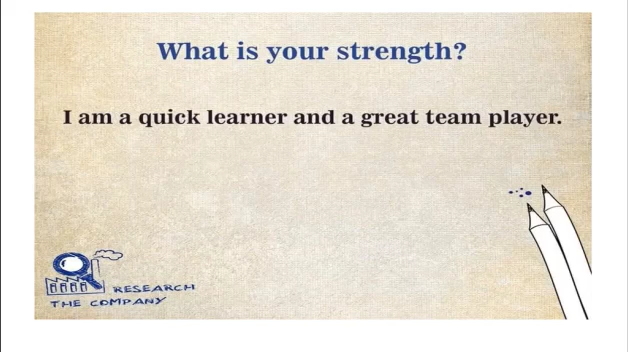 What is your strength?
I am a quick learner and a great team player.
RESEARCH
THE COMPANY